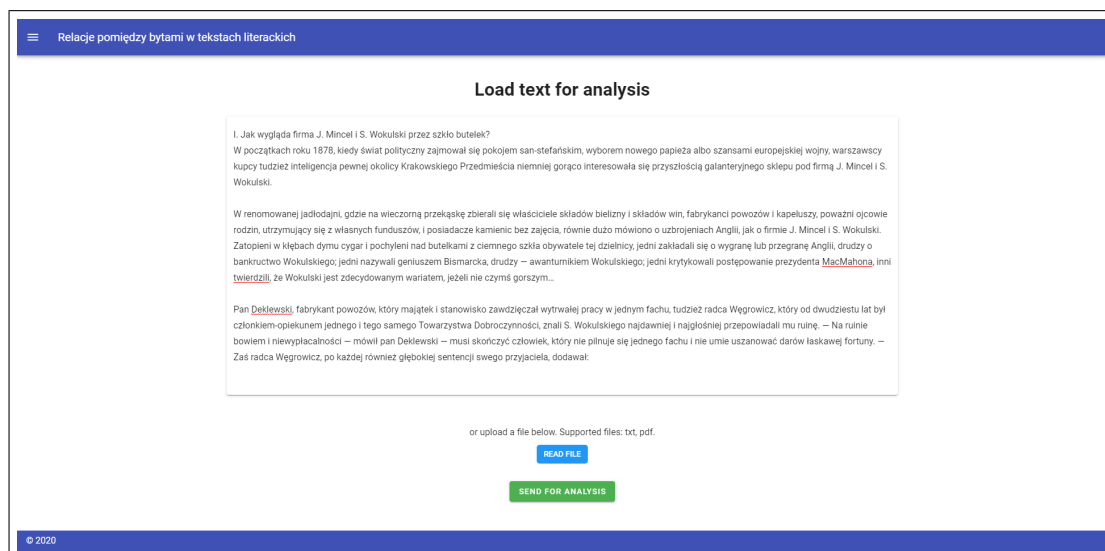 Relacje pomiędzy bytami w tekstach literackich
Load text for analysis
I. Jak wygląda firma J. Mincel i S. Wokulski przez szkło butelek?
W początkach roku 1878, kiedy świat polityczny zajmował się pokojem san-stefańskim, wyborem nowego papieża albo szansami europejskiej wojny, warszawscy
kupcy tudzież inteligencja pewnej okolicy Krakowskiego Przedmieścia niemniej gorąco interesowała się przyszłością galanteryjnego sklepu pod firmą J. Mincel i S.
Wokulski.
W renomowanej jadłodajni, gdzie na wieczorną przekąskę zbierali się właściciele składów bielizny i składów win, fabrykanci powozów i kapeluszy, poważni ojcowie
rodzin, utrzymujący się z własnych funduszów, i posiadacze kamienic bez zajęcia, równie dużo mówiono o uzbrojeniach Anglii, jak o firmie J. Mincel i S. Wokulski.
Zatopieni w kłębach dymu cygar i pochyleni nad butelkami z ciemnego szkła obywatele tej dzielnicy, jedni zakładali się o wygranę lub przegranę Anglii, drudzy o
bankructwo Wokulskiego; jedni nazywali geniuszem Bismarcka, drudzy — awanturnikiem Wokulskiego; jedni krytykowali postępowanie prezydenta MacMahona, inni
twierdzili, że Wokulski jest zdecydowanym wariatem, jeżeli nie czymś gorszym...
Pan Deklewski, fabrykant powozów, który majątek i stanowisko zawdzięczał wytrwałej pracy w jednym fachu, tudzież radca Węgrowicz, który od dwudziestu lat był
członkiem-opiekunem jednego i tego samego Towarzystwa Dobroczynności, znali S. Wokulskiego najdawniej i najgłośniej przepowiadali mu ruinę. — Na ruinie
bowiem i niewypłacalności — mówił pan Deklewski — musi skończyć człowiek, który nie pilnuje się jednego fachu i nie umie uszanować darów łaskawej fortuny. —
Zaś radca Węgrowicz, po każdej również głębokiej sentencji swego przyjaciela, dodawał:
or upload a file below. Supported files: txt, pdf.
READ FILE
SEND FOR ANALYSIS
© 2020